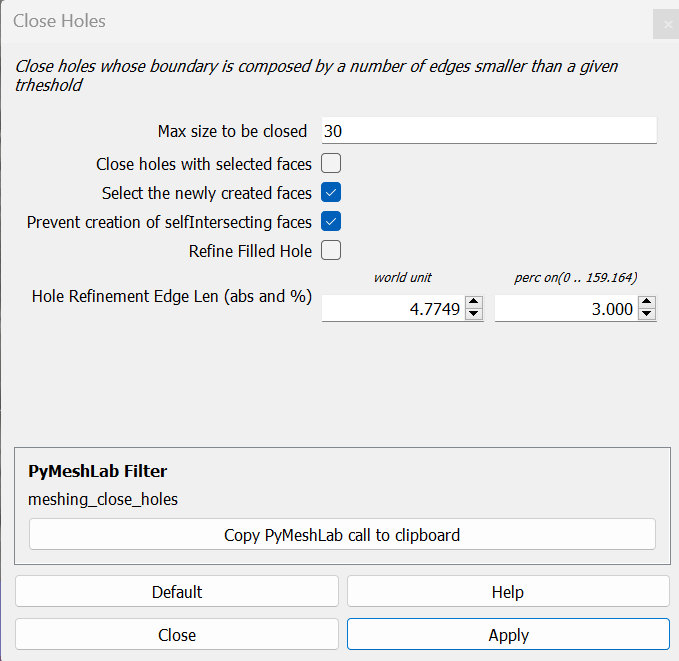 Close Holes
Close holes whose boundary is composed by a number of edges smaller than a given
trheshold
Max size to be closed 30
Close holes with selected faces
Select the newly created faces
Prevent creation of selfIntersecting faces
Refine Filled Hole
world unit perc on(0 .. 159.164)
Hole Refinement Edge Len (abs and %) 4.7749 3.000
PyMeshLab Filter
meshing_close_holes
Copy PyMeshLab call to clipboard
Default Help
Close Apply